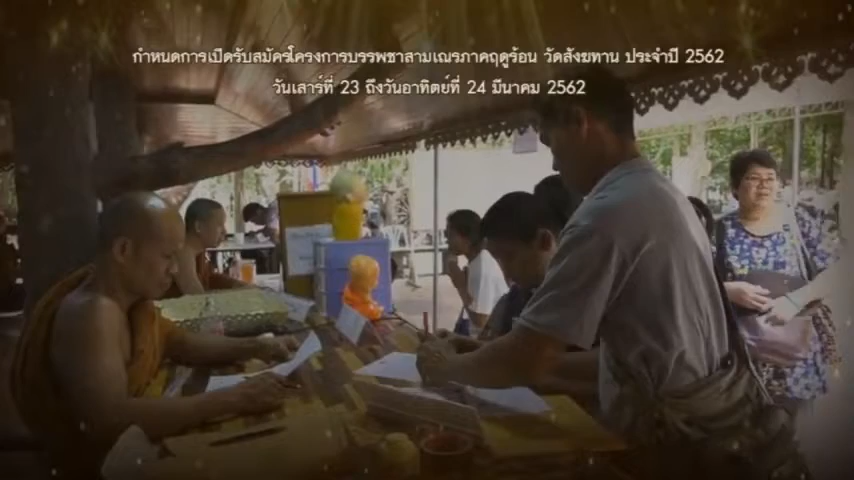 กำหนดการเปิดรับสมัครโครงการบรรพชาสามเณรภาคฤดูร้อน วัดสังฆทาน ประจำปี 2562
วันเสาร์ที่ 23 ถึงวันอาทิตย์ที่ 24 มีนาคม 2562